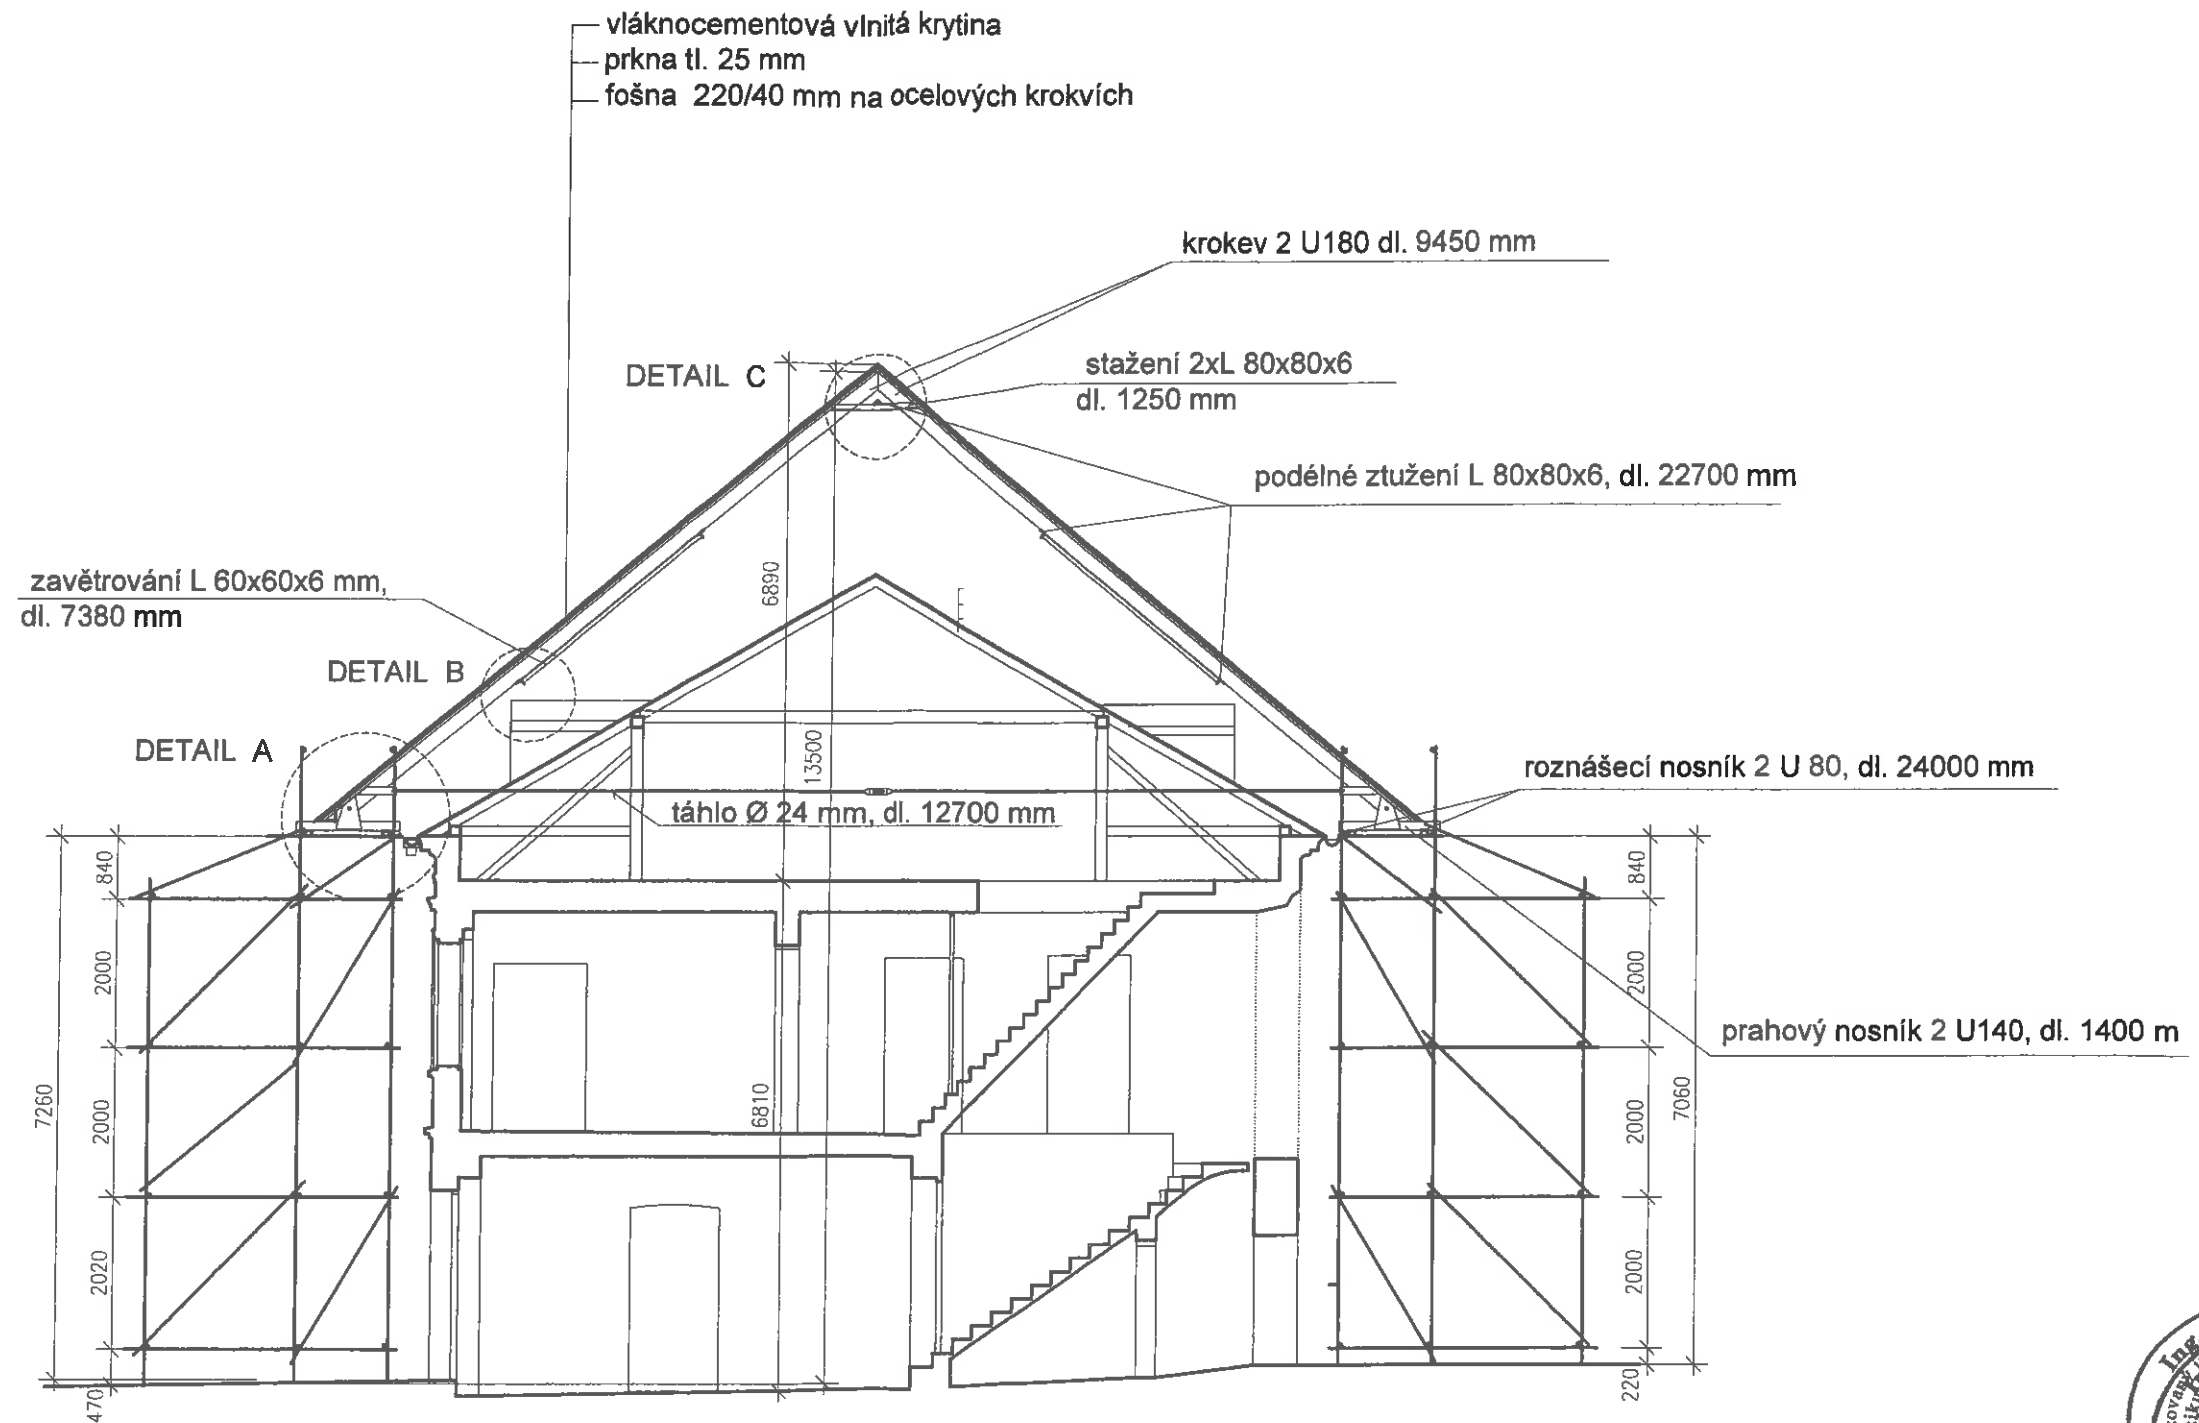 vláknocementová vlnitá krytina
prkna tl. 25 mm
fošna 220/40 mm na ocelových krokvích
krokev 2 U180 dl. 9450 mm
DETAIL C
stažení 2xL 80x80x6
dl. 1250 mm
podélné ztužení L 80x80x6, dl. 22700 mm
zavětrování L 60x60x6 mm,
dl. 7380 mm
6890
DETAIL B
DETAIL A
13500
roznášecí nosník 2 U 80, dl. 24000 mm
táhlo Ø 24 mm, dl. 12700 mm
840
840
2000
2000
prahový nosník 2 U140, dl. 1400 m
7260
2000
6810
2000
7060
2020
2000
470
220
Ing.